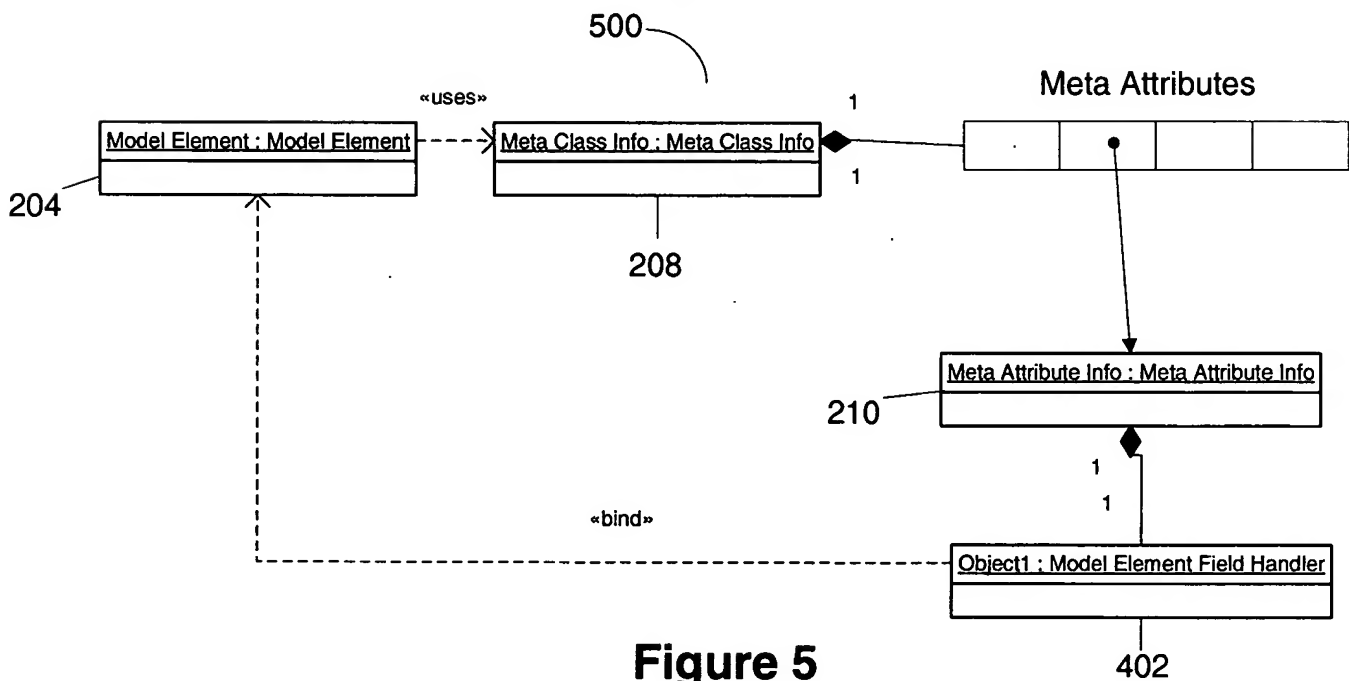 500
Meta Attributes
«uses»
1
Model Element : Model Element
Meta Class Info : Meta Class Info
1
204
208
Meta Attribute Info : Meta Attribute Info
210
1
1
«bind»
Object1 : Model Element Field Handler
Figure 5
402